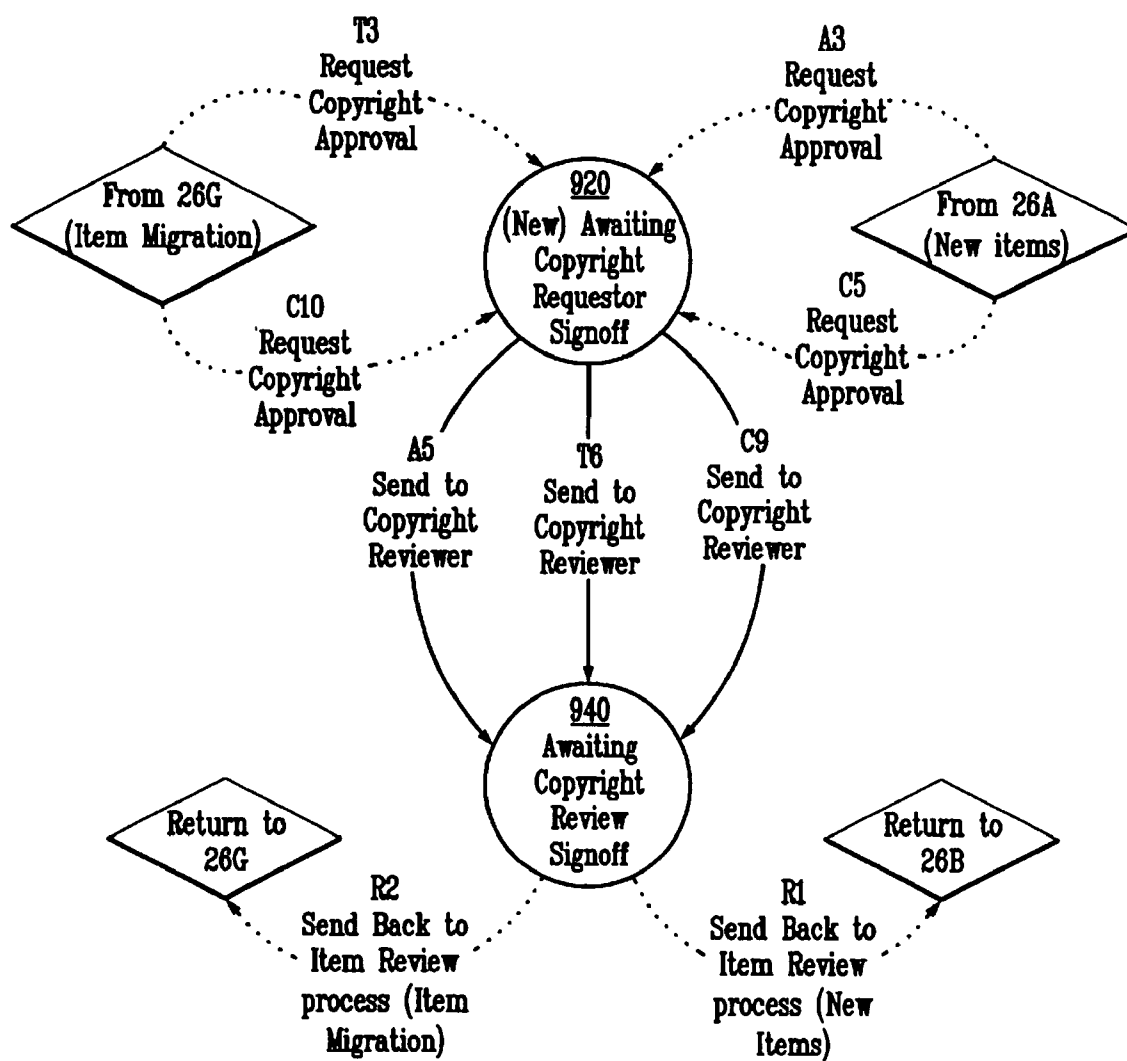 T3
Request
Copyright
Approval
A3
Request
Copyright
Approval
From 26G
(Item Migration)
920
(New) Awaiting
Copyright
Requestor
Signoff
From 26A
(New items)
C10
Request
Copyright
Approval
C5
Request
Copyright
Approval
A5
Send to
Copyright
Reviewer
T6
Send to
Copyright
Reviewer
C9
Send to
Copyright
Reviewer
940
Awaiting
Copyright
Review
Signoff
Return to
26G
Return to
26B
R2
Send Back to
Item Review
process (Item
Migration)
R1
Send Back to
Item Review
process (New
Items)